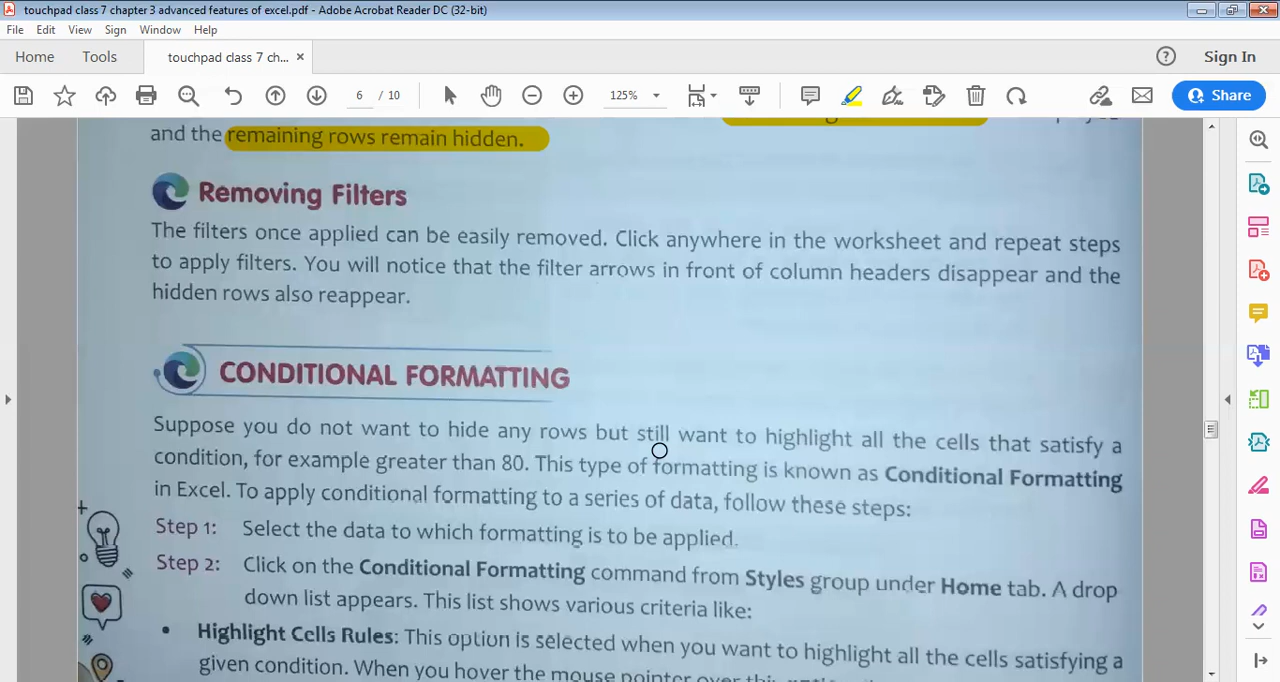 touchpad class 7 chapter 3 advanced features of excel.pdf - Adobe Acrobat Reader DC (32-bit)
File Edit View Sign Window Help
Home Tools touchpad class 7 ch... × Sign In
6 / 10 125% Share
and the remaining rows remain hidden.
Removing Filters
The filters once applied can be easily removed. Click anywhere in the worksheet and repeat steps
to apply filters. You will notice that the filter arrows in front of column headers disappear and the
hidden rows also reappear.
CONDITIONAL FORMATTING
Suppose you do not want to hide any rows but still want to highlight all the cells that satisfy a
condition, for example greater than 80. This type of formatting is known as Conditional Formatting
in Excel. To apply conditional formatting to a series of data, follow these steps:
Step 1: Select the data to which formatting is to be applied.
Step 2: Click on the Conditional Formatting command from Styles group under Home tab. A drop
down list appears. This list shows various criteria like:
• Highlight Cells Rules: This option is selected when you want to highlight all the cells satisfying a
given condition. When you hover the mouse pointer over this